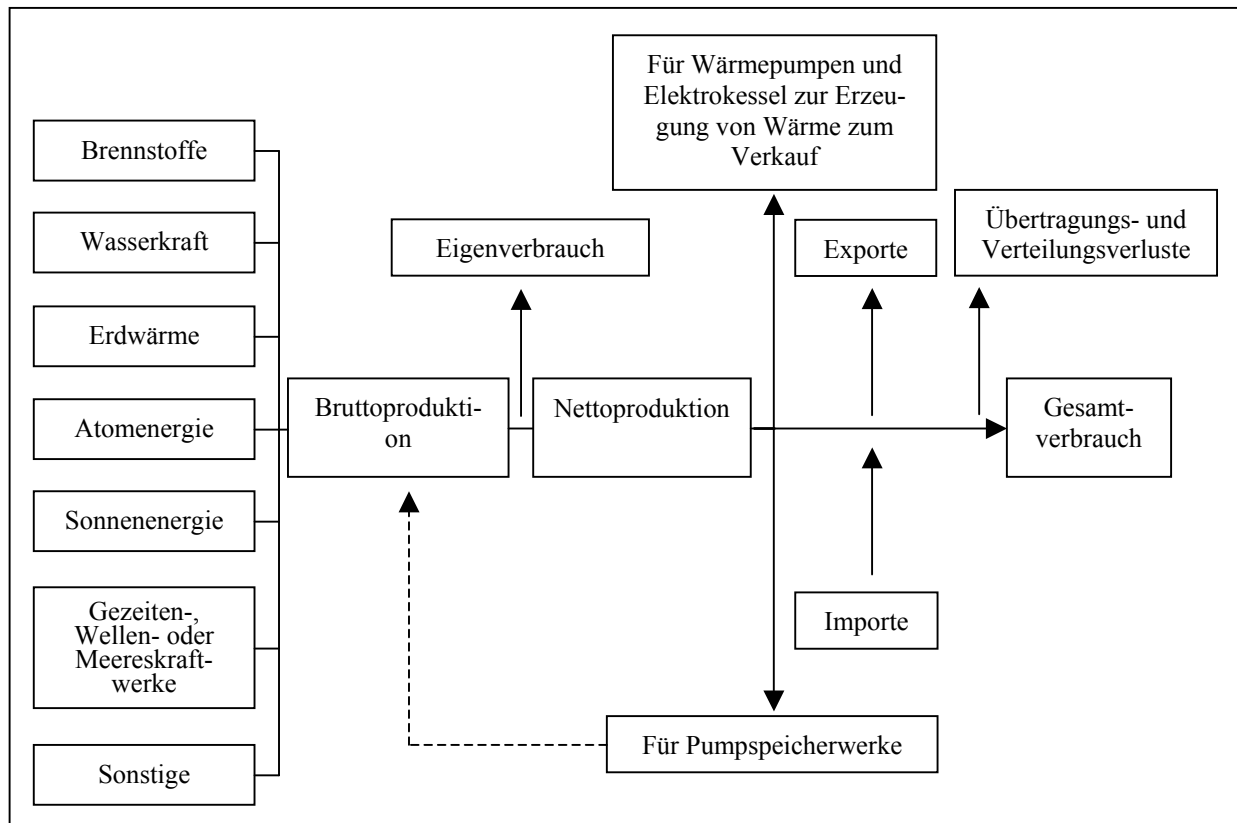 Brennstoffe
Wasserkraft
Erdwärme
Atomenergie
Sonnenenergie
Gezeiten-,
Wellen- oder
Meereskraft-
werke
Sonstige
Bruttoprodukti-
on
Eigenverbrauch
Nettoproduktion
Für Wärmepumpen und
Elektrokessel zur Erzeu-
gung von Wärme zum
Verkauf
Exporte
Übertragungs- und
Verteilungsverluste
Gesamt-
verbrauch
Importe
Für Pumpspeicherwerke